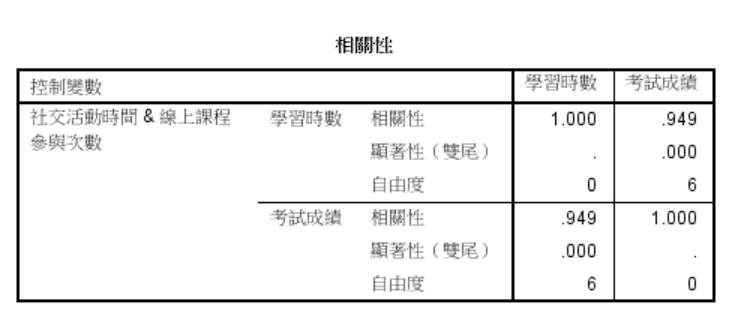 相關性
控制變數 學習時數 考試成績
社交活動時間 & 線上課程 學習時數 相關性 1.000 .949
參與次數 顯著性（雙尾） . .000
自由度 0 6
考試成績 相關性 .949 1.000
顯著性（雙尾） .000 .
自由度 6 0